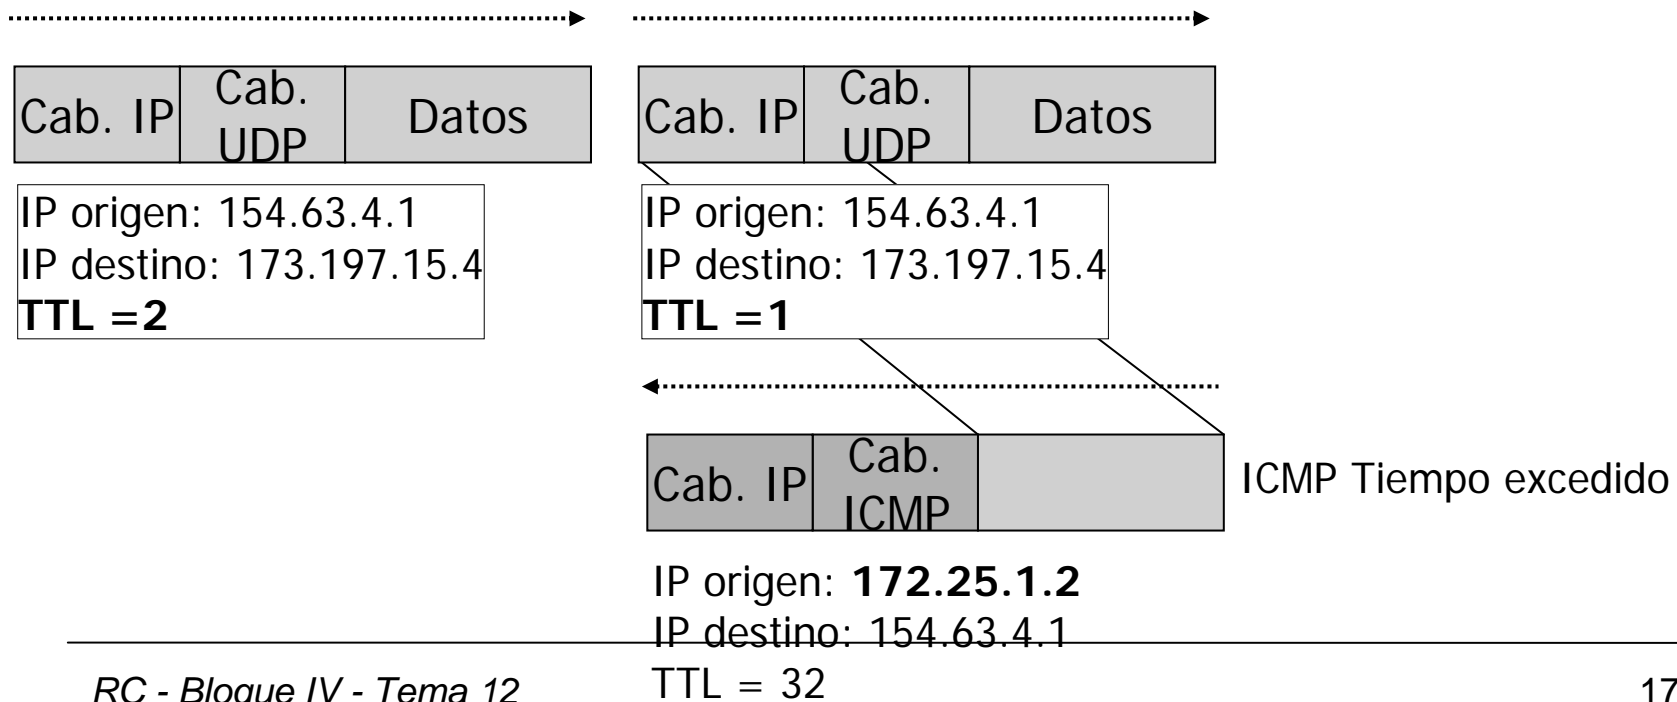 Cab. IP
Cab.
UDP
Datos
Cab. IP
Cab.
UDP
Datos
IP origen: 154.63.4.1
IP destino: 173.197.15.4
TTL =2
IP origen: 154.63.4.1
IP destino: 173.197.15.4
TTL =1
Cab. IP
Cab.
ICMP
ICMP Tiempo excedido
IP origen: 172.25.1.2
IP destino: 154.63.4.1
TTL = 32
RC - Bloque IV - Tema 12
17